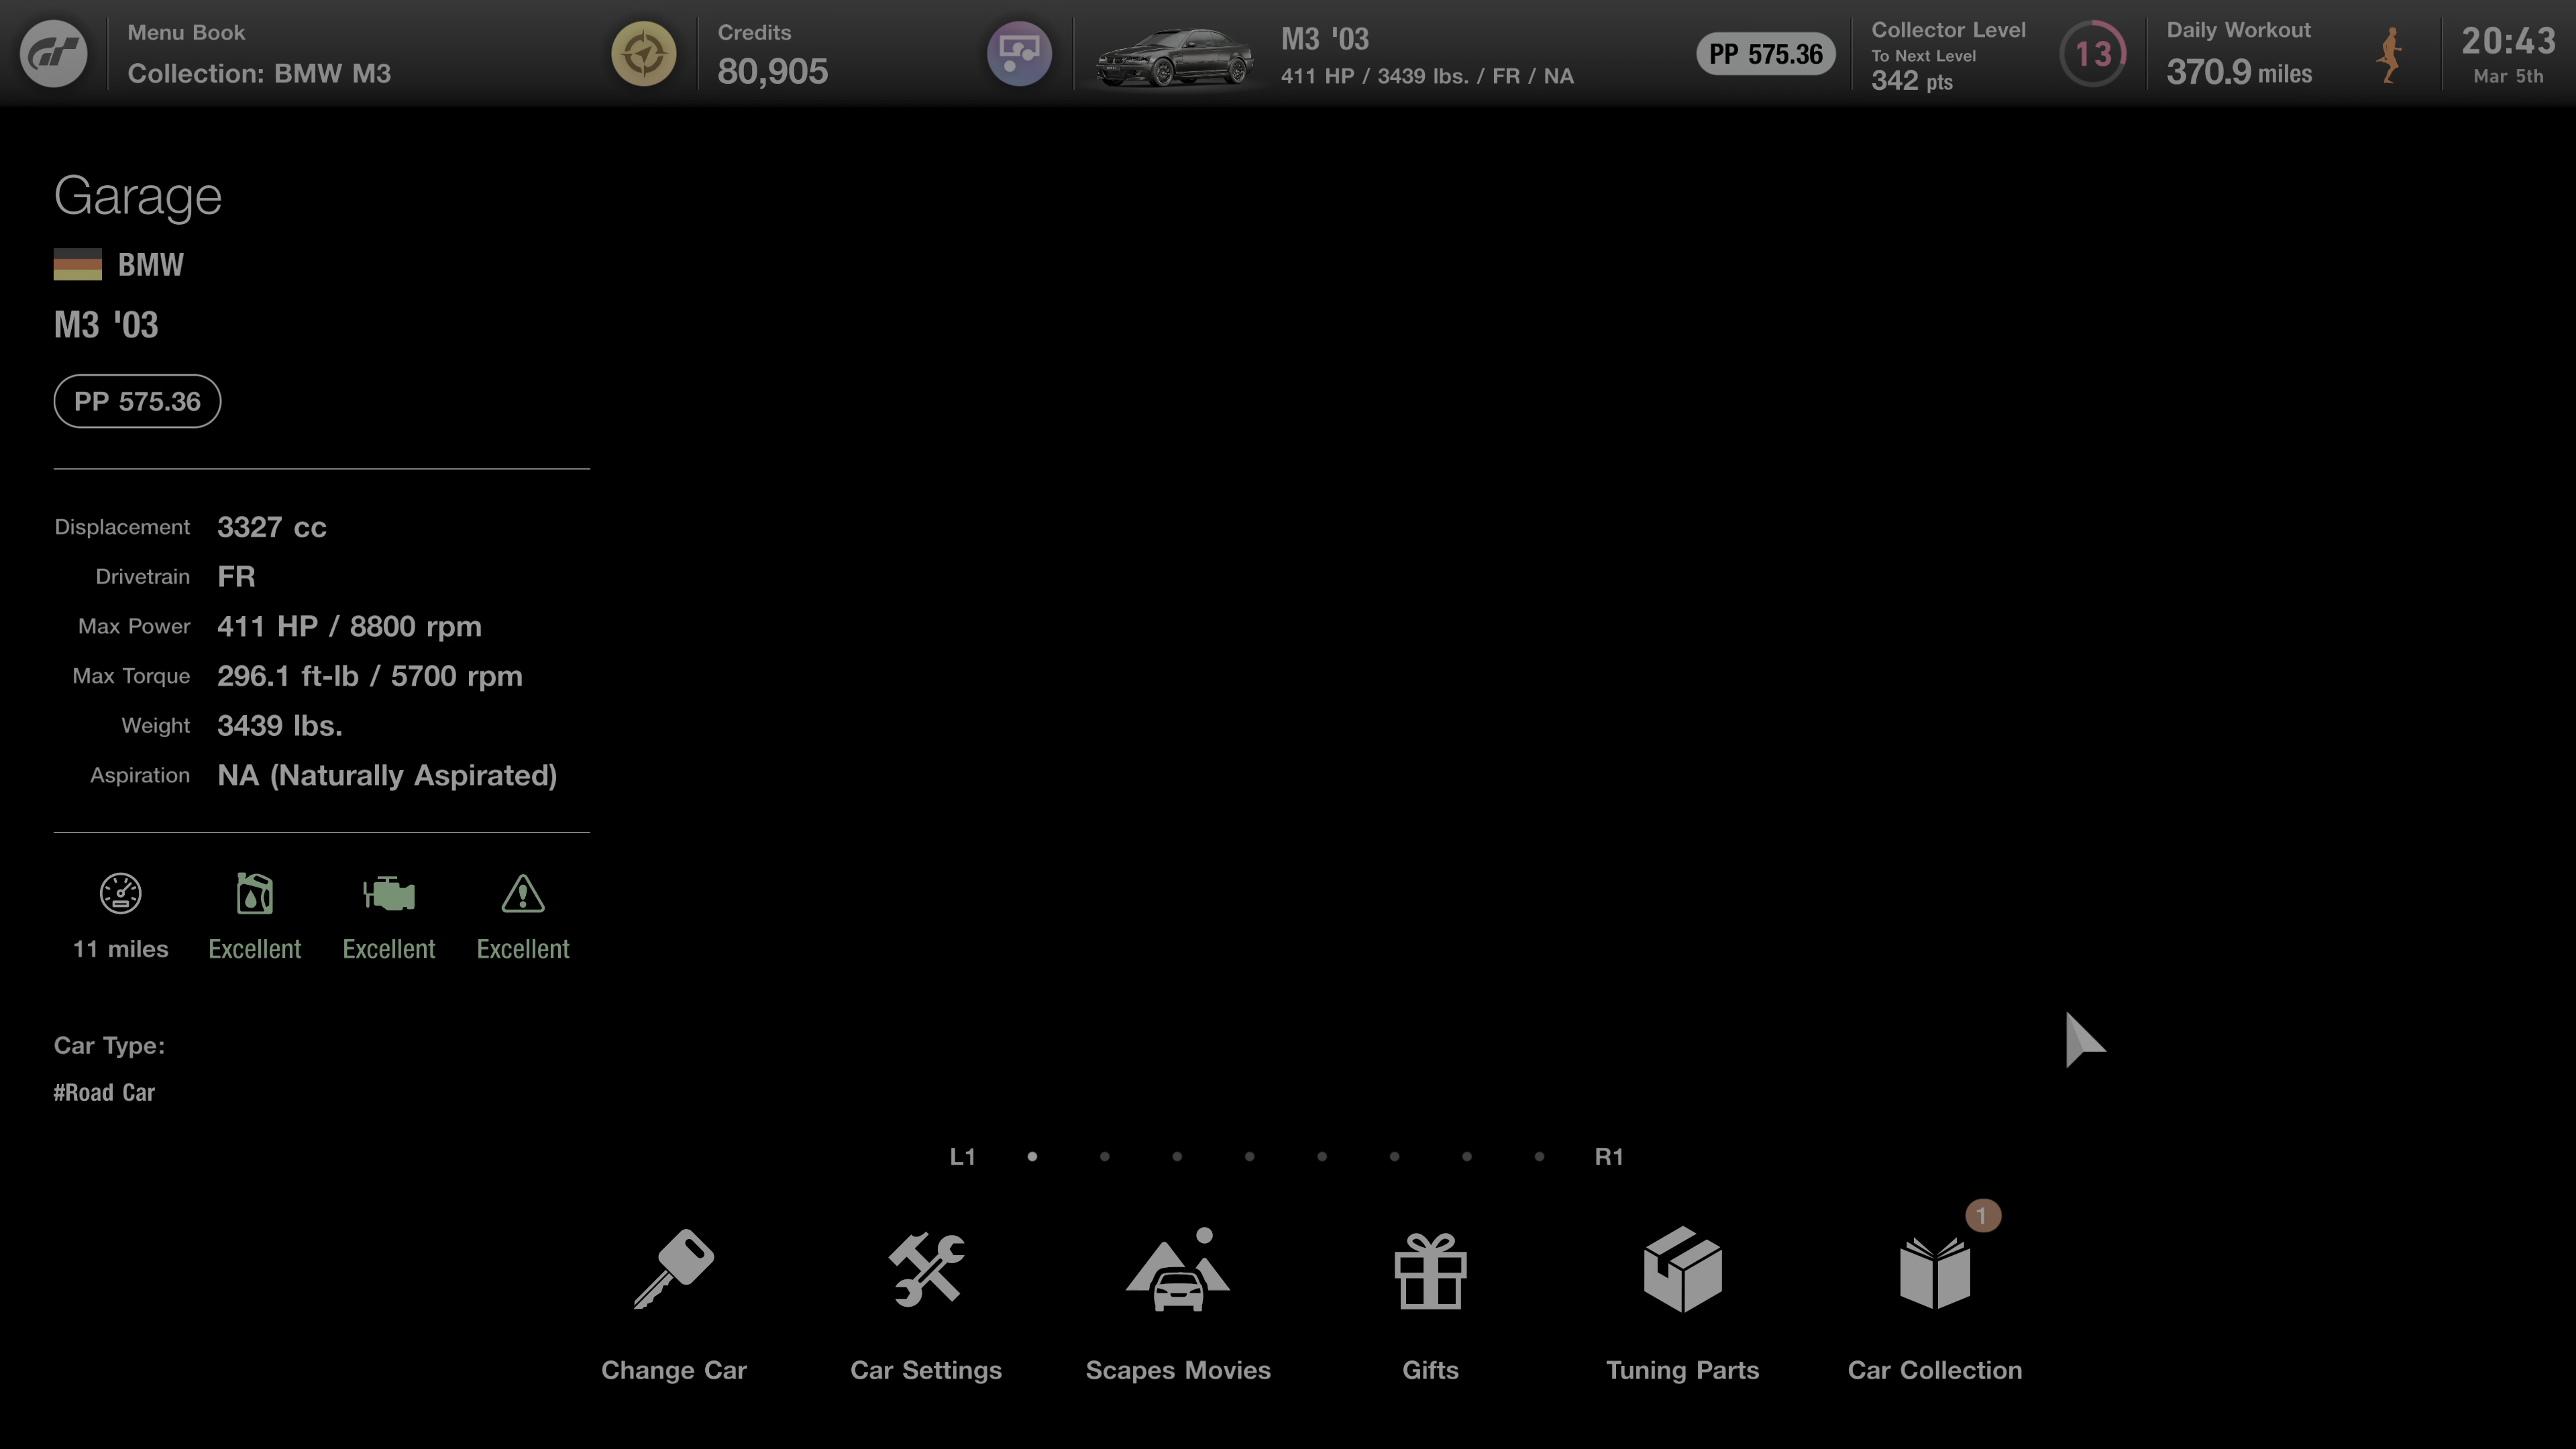 Menu Book
Collection: BMW M3
Credits
80,905
M3 '03
411 HP / 3439 lbs. / FR / NA
PP 575.36
Collector Level
To Next Level
342 pts
13
Daily Workout
370.9 miles
20:43
Mar 5th
Garage
BMW
M3 '03
PP 575.36
Displacement 3327 cc
Drivetrain FR
Max Power 411 HP / 8800 rpm
Max Torque 296.1 ft-lb / 5700 rpm
Weight 3439 lbs.
Aspiration NA (Naturally Aspirated)
11 miles Excellent Excellent Excellent
Car Type:
#Road Car
L1 R1
1
Change Car Car Settings Scapes Movies Gifts Tuning Parts Car Collection